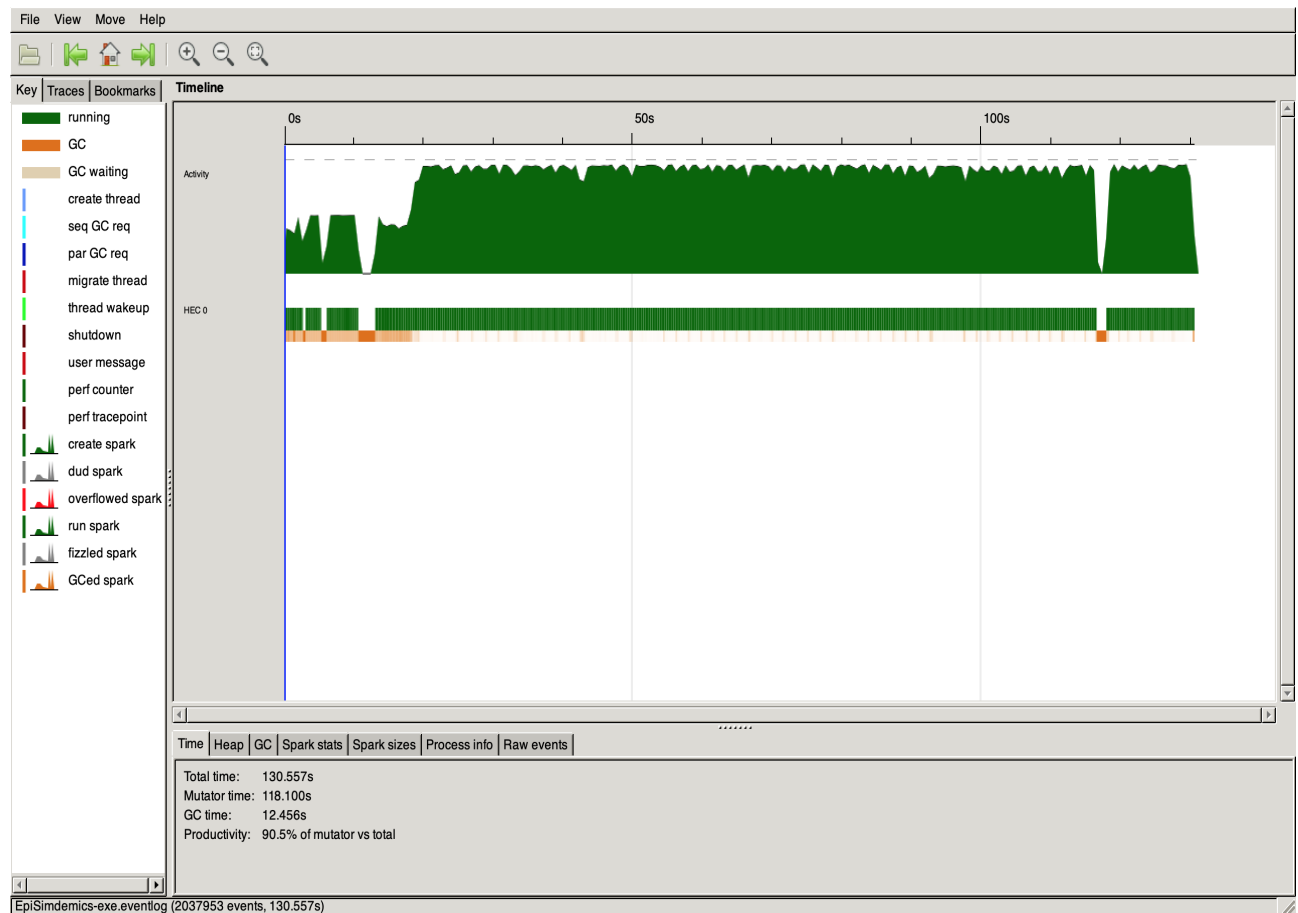 File View Move Help
Key Traces Bookmarks
running
GC
GC waiting
create thread
seq GC req
par GC req
migrate thread
thread wakeup
shutdown
user message
perf counter
perf tracepoint
create spark
dud spark
overflowed spark
run spark
fizzled spark
GCed spark
Timeline
0s 50s 100s
Activity
HEC 0
Time Heap GC Spark stats Spark sizes Process info Raw events
Total time: 130.557s
Mutator time: 118.100s
GC time: 12.456s
Productivity: 90.5% of mutator vs total
EpiSimdemics-exe.eventlog (2037953 events, 130.557s)